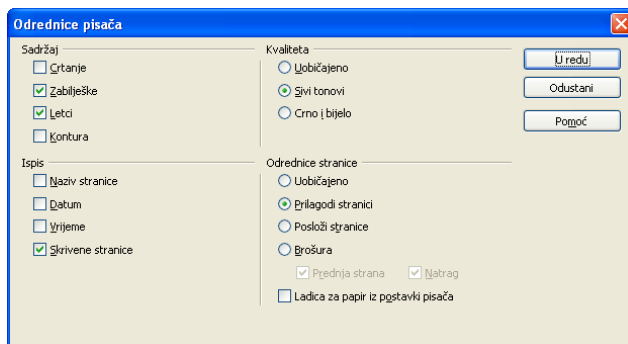 Odrednice pisača
Sadržaj
Crtanje
Zabilješke
Letci
Kontura
Kvaliteta
Uobičajeno
Sivi tonovi
Crno i bijelo
U redu
Odustani
Pomoć
Ispis
Naziv stranice
Datum
Vrijeme
Skrivene stranice
Odrednice stranice
Uobičajeno
Prilagodi stranici
Posloži stranice
Brošura
Prednja strana Natrag
Ladica za papir iz postavki pisača